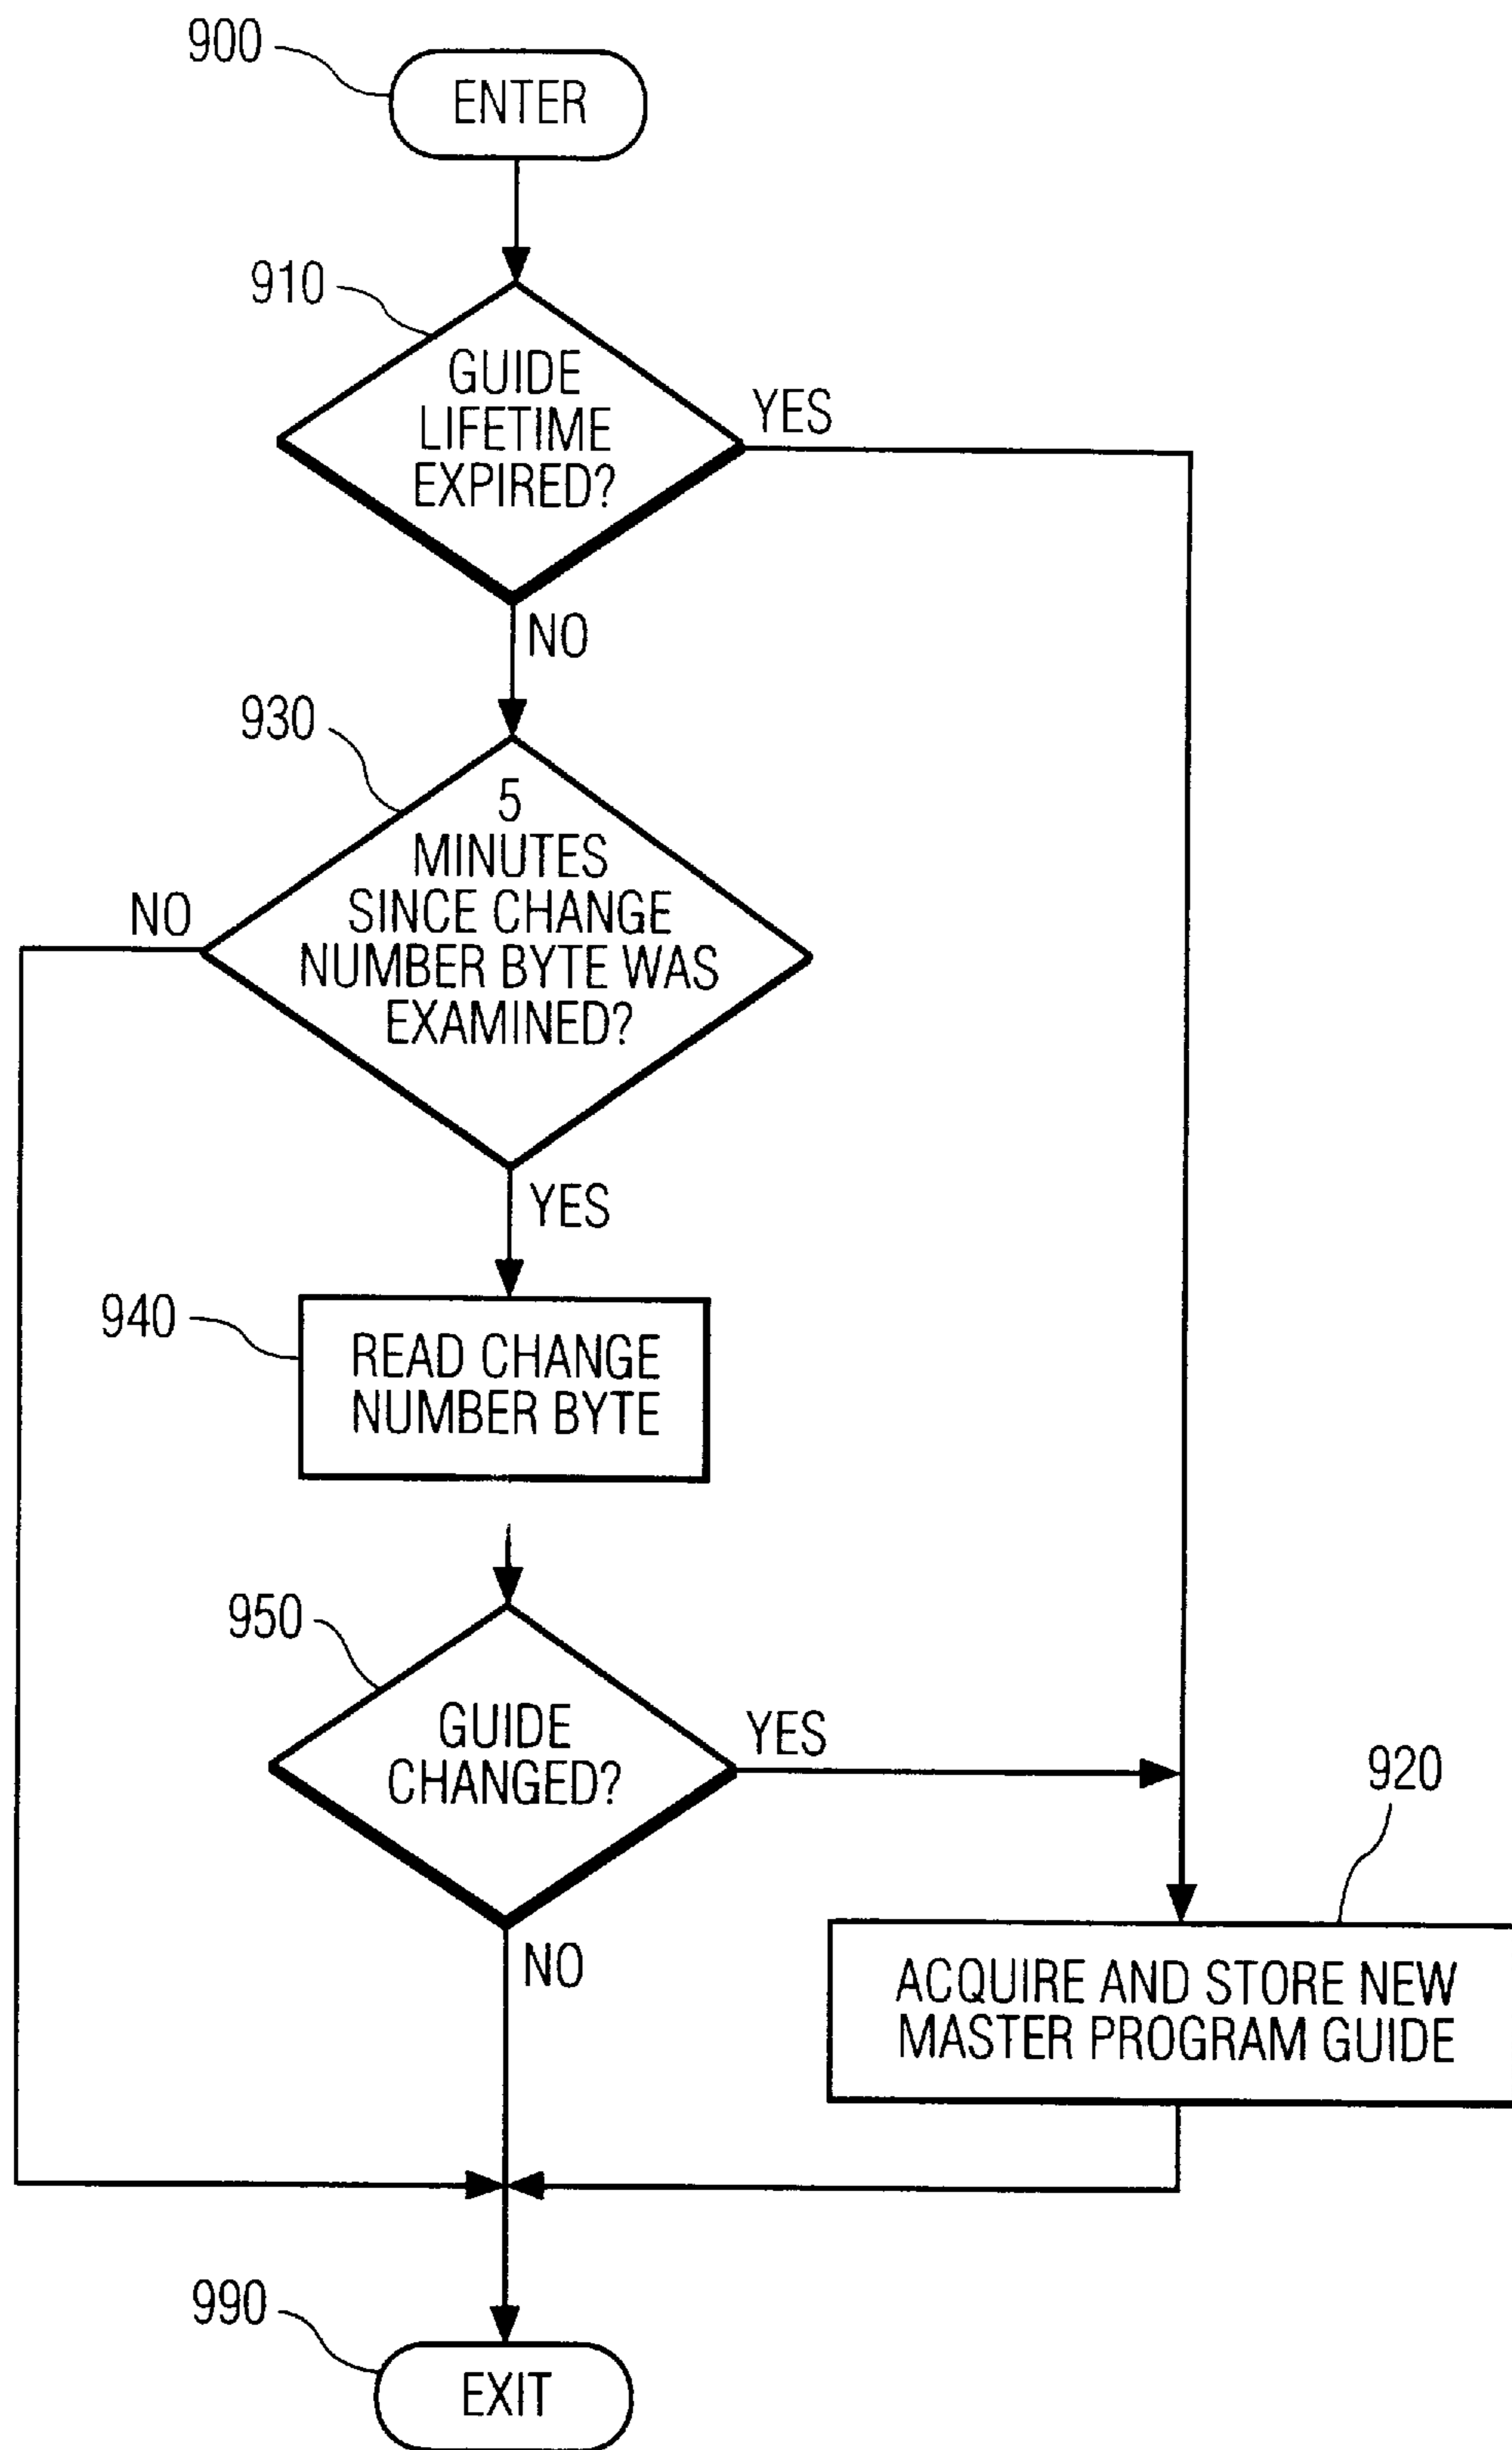 900
ENTER
910
GUIDE
LIFETIME
EXPIRED?
YES
NO
930
5
MINUTES
SINCE CHANGE
NUMBER BYTE WAS
EXAMINED?
NO
YES
940
READ CHANGE
NUMBER BYTE
950
GUIDE
CHANGED?
YES
NO
920
ACQUIRE AND STORE NEW
MASTER PROGRAM GUIDE
990
EXIT